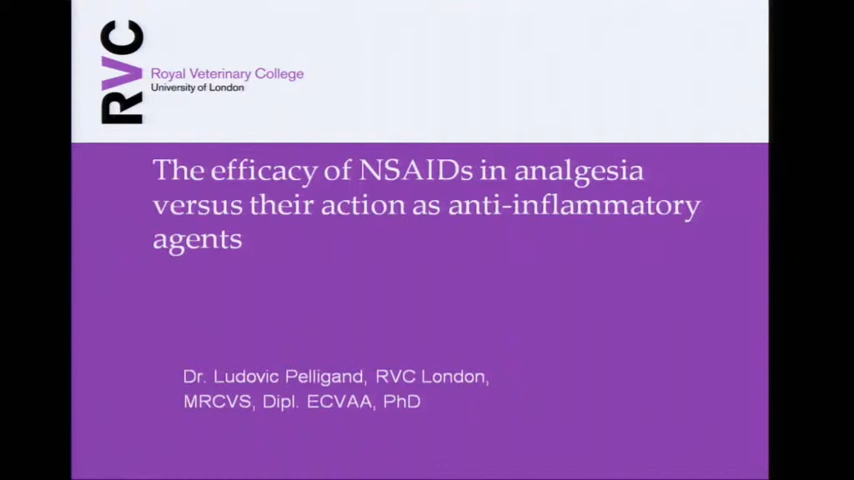 RVC
Royal Veterinary College
University of London
The efficacy of NSAIDs in analgesia
versus their action as anti-inflammatory
agents
Dr. Ludovic Pelligand, RVC London,
MRCVS, Dipl. ECVAA, PhD